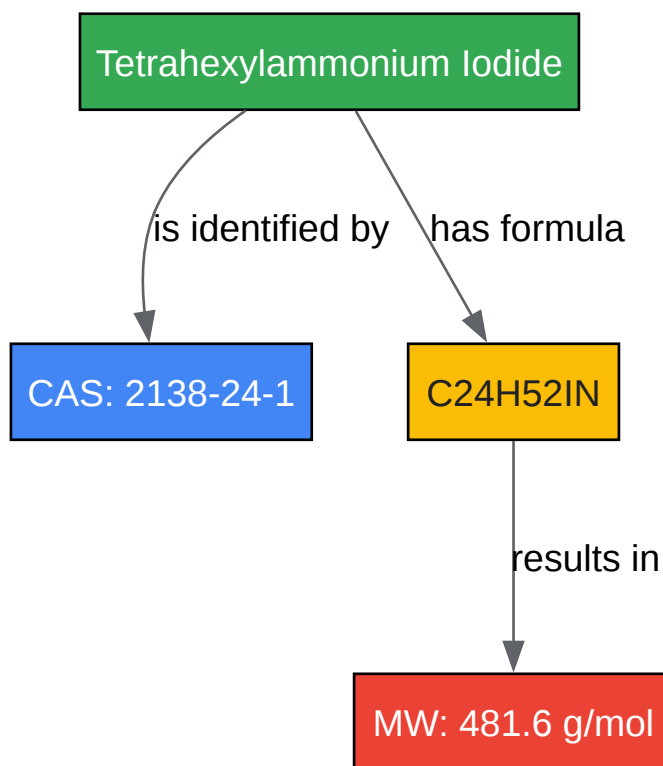 Tetrahexylammonium Iodide
is identified by
has formula
CAS: 2138-24-1
C24H52IN
results in
MW: 481.6 g/mol